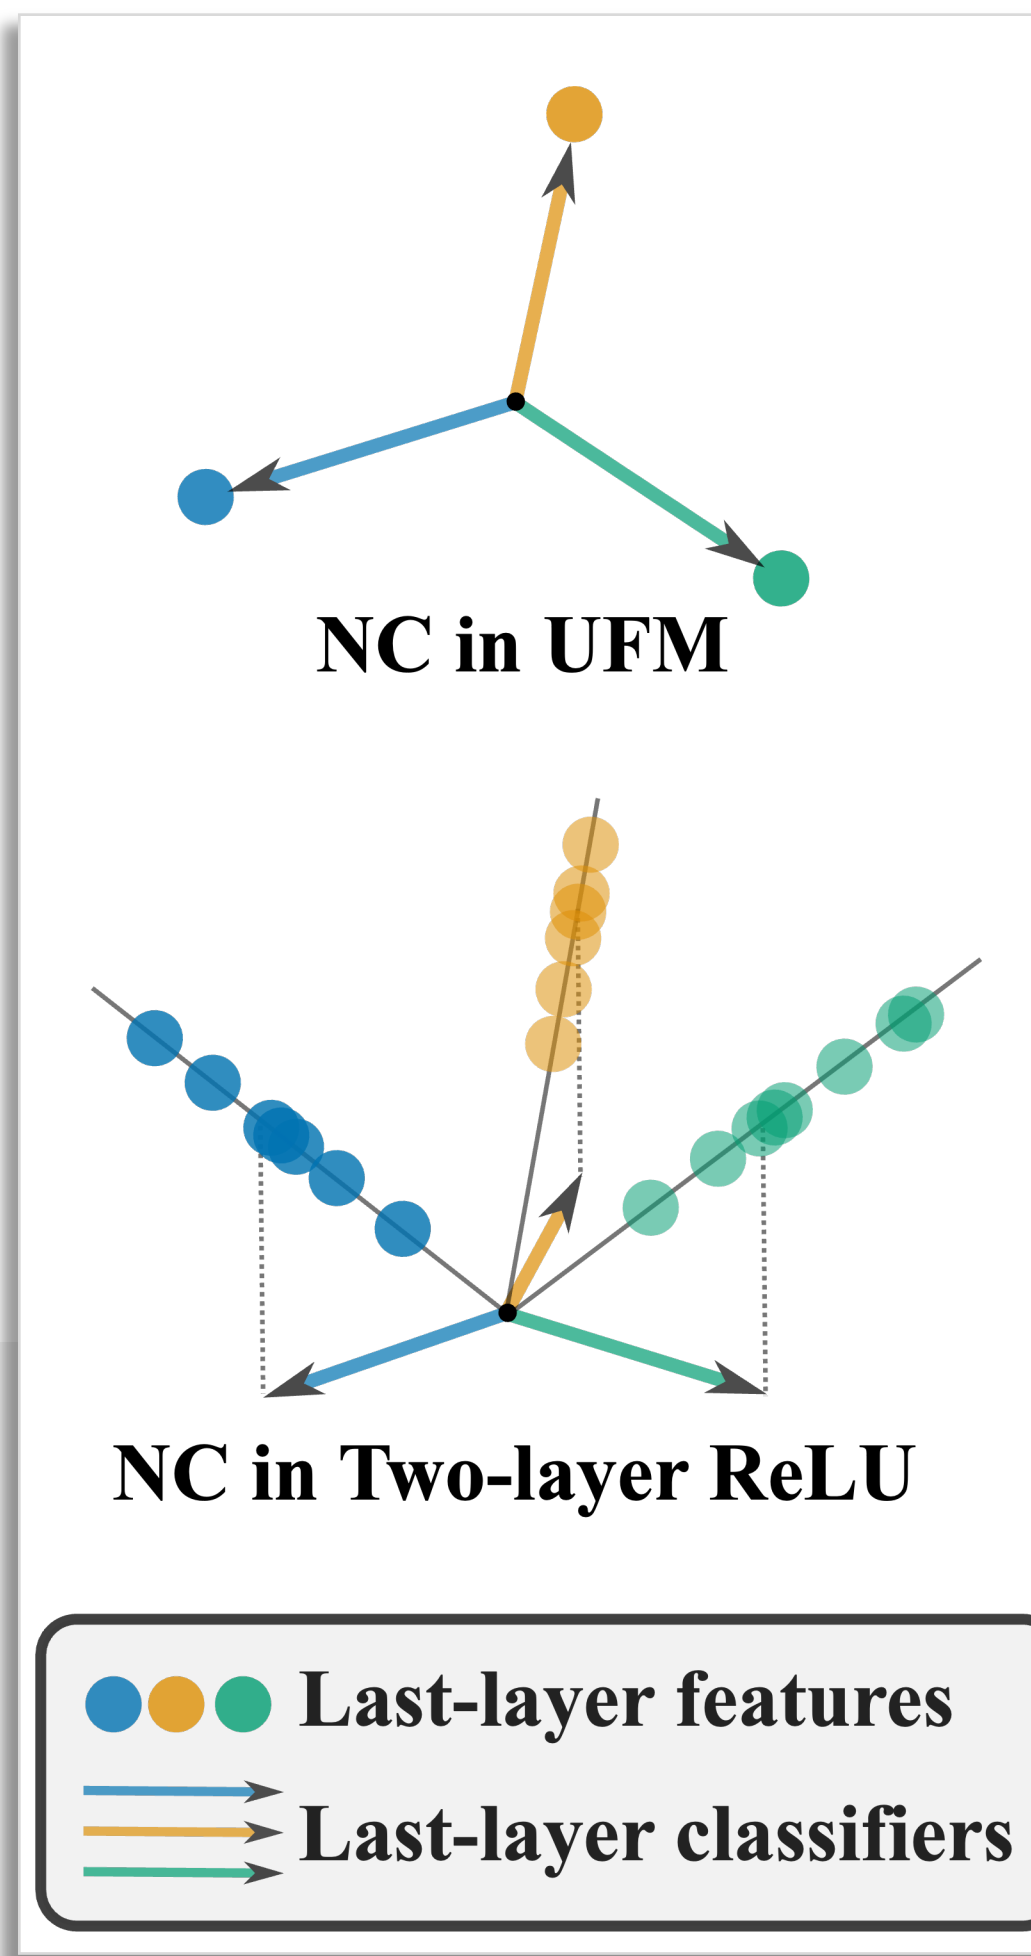 NC in UFM
NC in Two-layer ReLU
Last-layer features
Last-layer classifiers